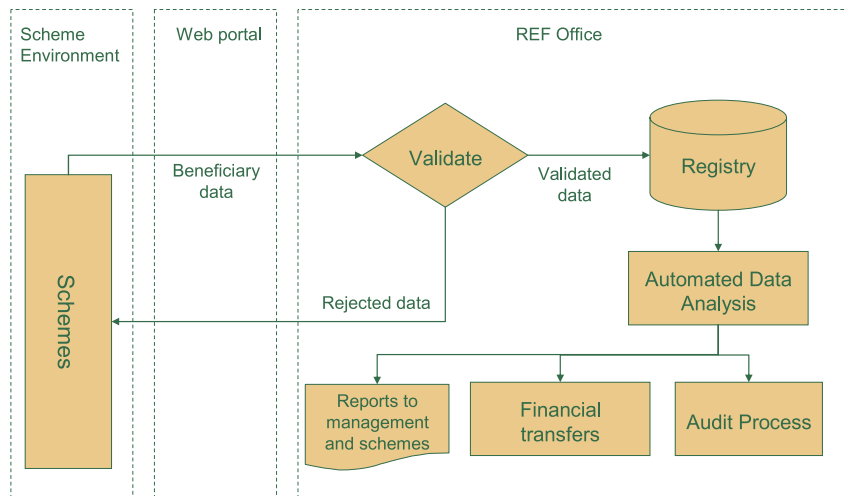 Scheme
Environment
Web portal
REF Office
Validate
Registry
Beneficiary
data
Validated
data
Schemes
Automated Data
Analysis
Rejected data
Reports to
management
and schemes
Financial
transfers
Audit Process